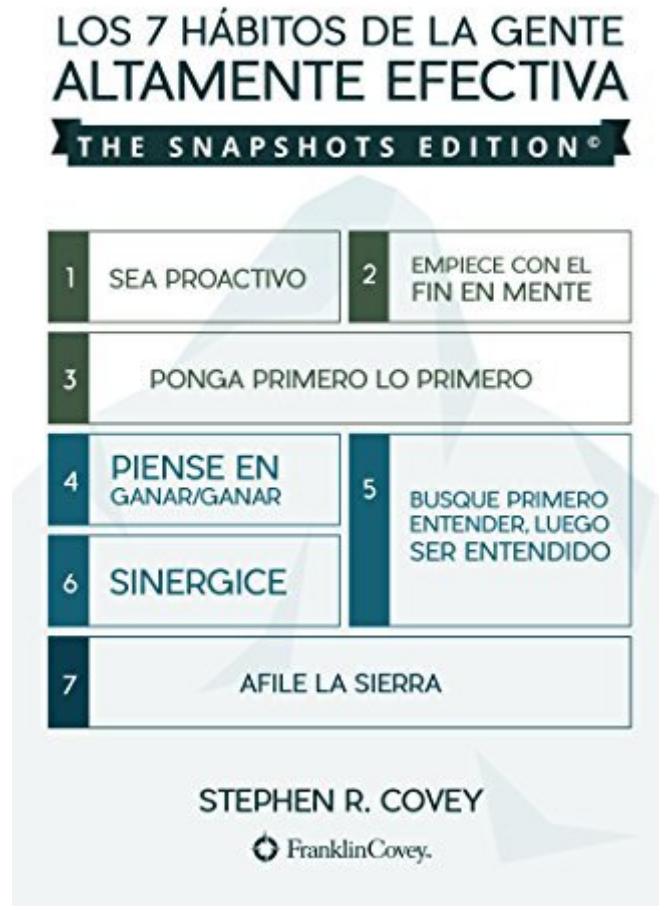 LOS 7 HÁBITOS DE LA GENTE
ALTAMENTE EFECTIVA
THE SNAPSHOTS EDITION©
1 SEA PROACTIVO
2 EMPIECE CON EL
FIN EN MENTE
3 PONGA PRIMERO LO PRIMERO
4 PIENSE EN
GANAR/GANAR
5 BUSQUE PRIMERO
ENTENDER, LUEGO
SER ENTENDIDO
6 SINERGICE
7 AFILE LA SIERRA
STEPHEN R. COVEY
FranklinCovey.